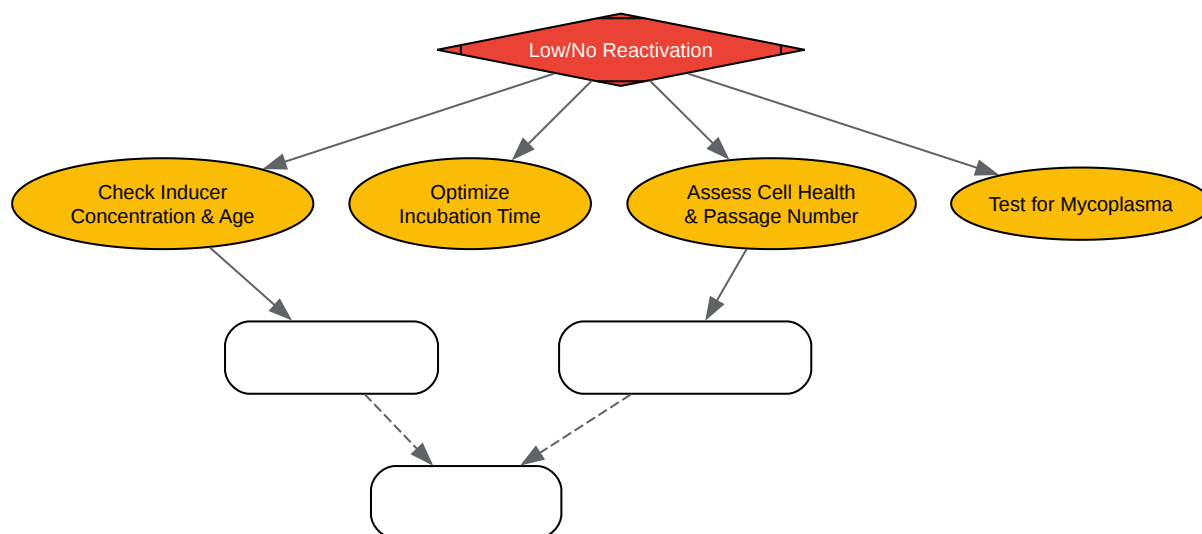 Low/No Reactivation
Check Inducer
Concentration & Age
Optimize
Incubation Time
Assess Cell Health
& Passage Number
Test for Mycoplasma